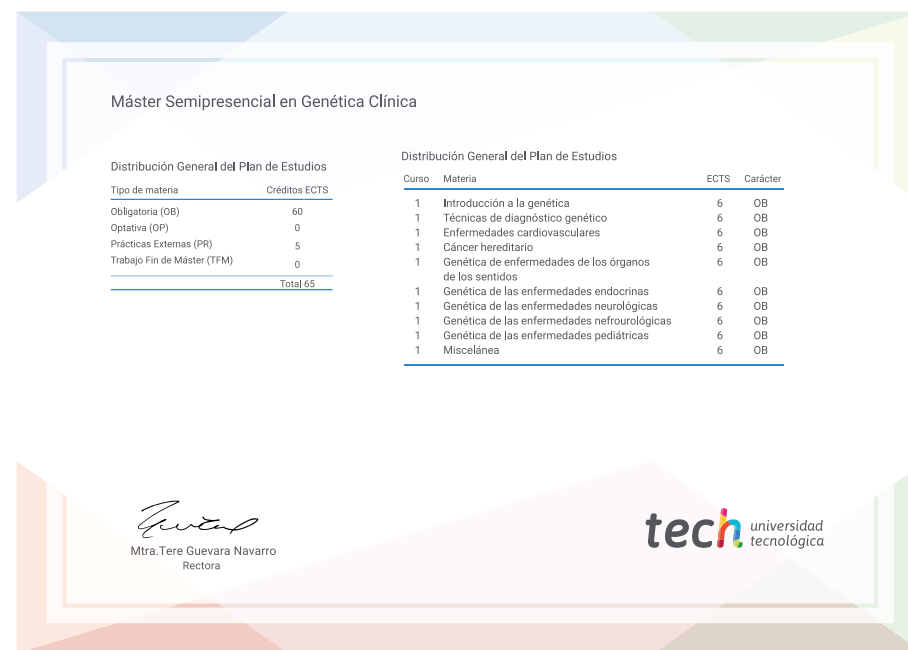 Máster Semipresencial en Genética Clínica
Distribución General del Plan de Estudios
Tipo de materia Créditos ECTS
Obligatoria (OB) 60
Optativa (OP) 0
Prácticas Externas (PR) 5
Trabajo Fin de Máster (TFM) 0
Total 65
Distribución General del Plan de Estudios
Curso Materia ECTS Carácter
1 Introducción a la genética 6 OB
1 Técnicas de diagnóstico genético 6 OB
1 Enfermedades cardiovasculares 6 OB
1 Cáncer hereditario 6 OB
1 Genética de enfermedades de los órganos 6 OB
de los sentidos
1 Genética de las enfermedades endocrinas 6 OB
1 Genética de las enfermedades neurológicas 6 OB
1 Genética de las enfermedades nefrourológicas 6 OB
1 Genética de las enfermedades pediátricas 6 OB
1 Miscelánea 6 OB
Mtra.Tere Guevara Navarro
Rectora
tech universidad
tecnológica